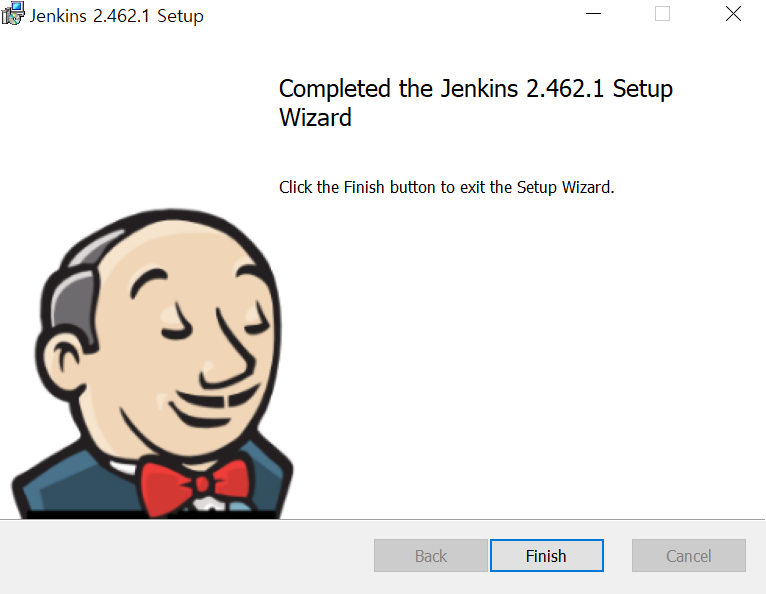 Jenkins 2.462.1 Setup
Completed the Jenkins 2.462.1 Setup
Wizard
Click the Finish button to exit the Setup Wizard.
Back
Finish
Cancel